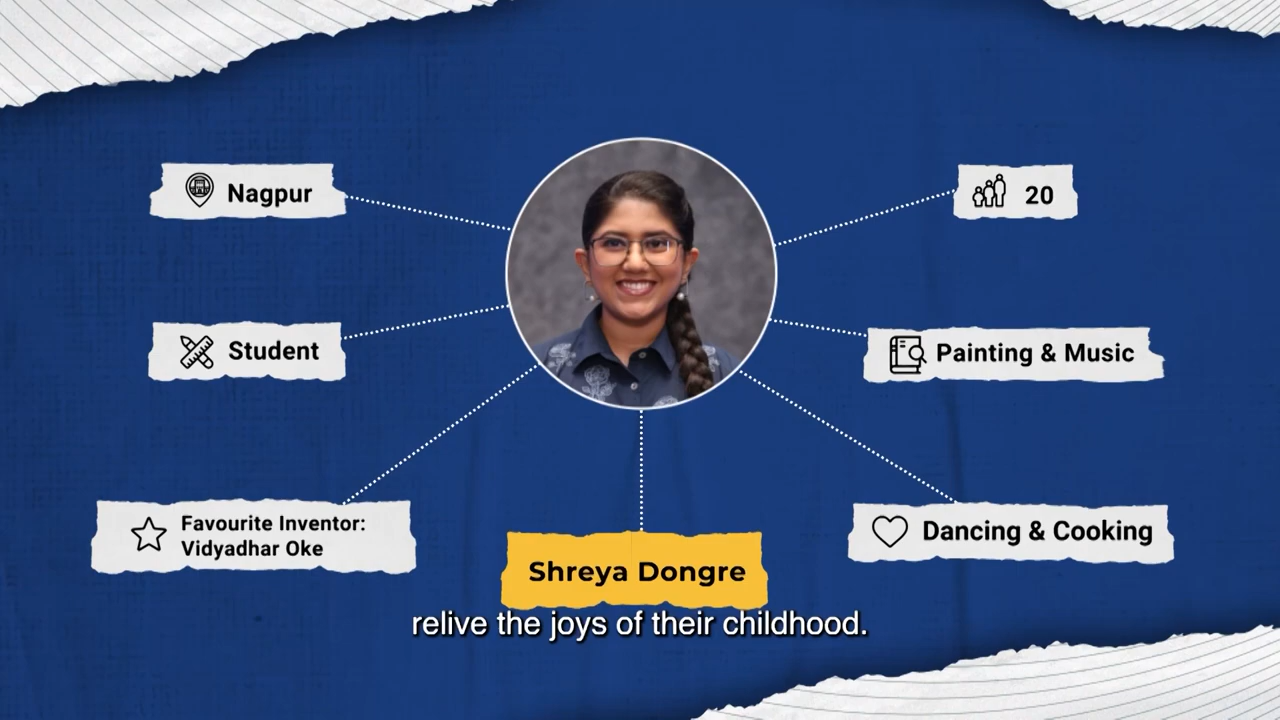 Nagpur
20
Student
Painting & Music
Favourite Inventor:
Vidyadhar Oke
Dancing & Cooking
Shreya Dongre
relive the joys of their childhood.